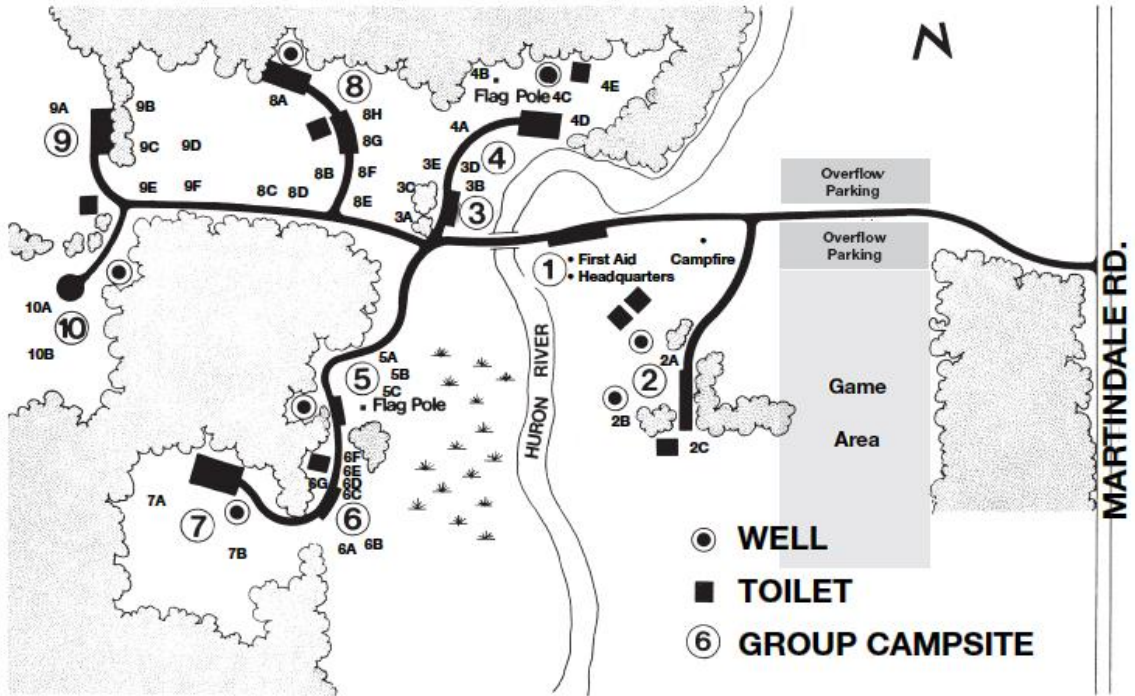 N
8
4B
4E
Flag Pole 4C
8A
9A
9B
8H
4A
4D
9
9C
9D
8G
3E
3D
4
8B
8F
3C
3B
9E
9F
8C
8D
8E
3A
3
Overflow
Parking
Overflow
Parking
1
• First Aid
• Headquarters
Campfire
MARTINDALE RD.
10A
10
10B
5A
5B
5
5C
Flag Pole
HURON RIVER
2A
2
2B
2C
Game
Area
6F
6E
6G
6D
6C
7A
7
6
7B
6A
6B
WELL
TOILET
6 GROUP CAMPSITE